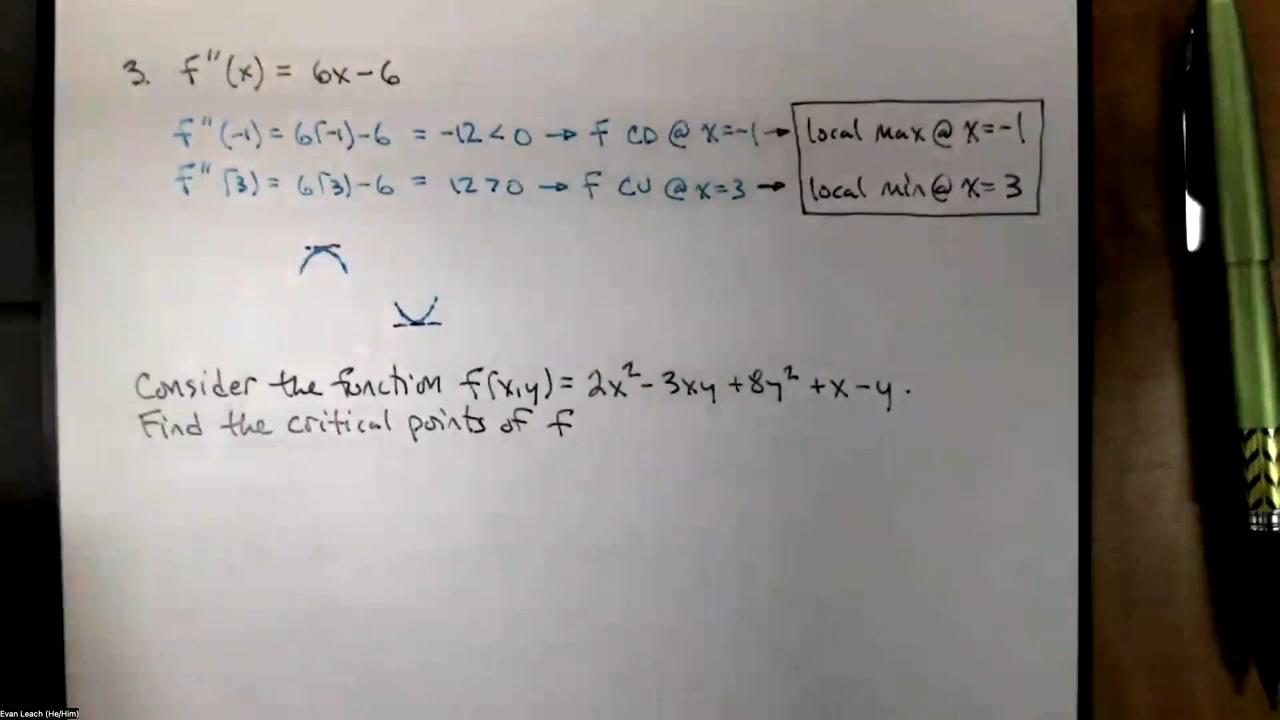 3. f''(x) = 6x-6
f''(-1) = 6(-1)-6 = -12 < 0 → f CD @ x=-1 → local max @ x=-1
f''(3) = 6(3)-6 = 12 > 0 → f CU @ x=3 → local min @ x=3
Consider the function f(x,y) = 2x² - 3xy + 8y² + x - y.
Find the critical points of f
Evan Leach (He/Him)